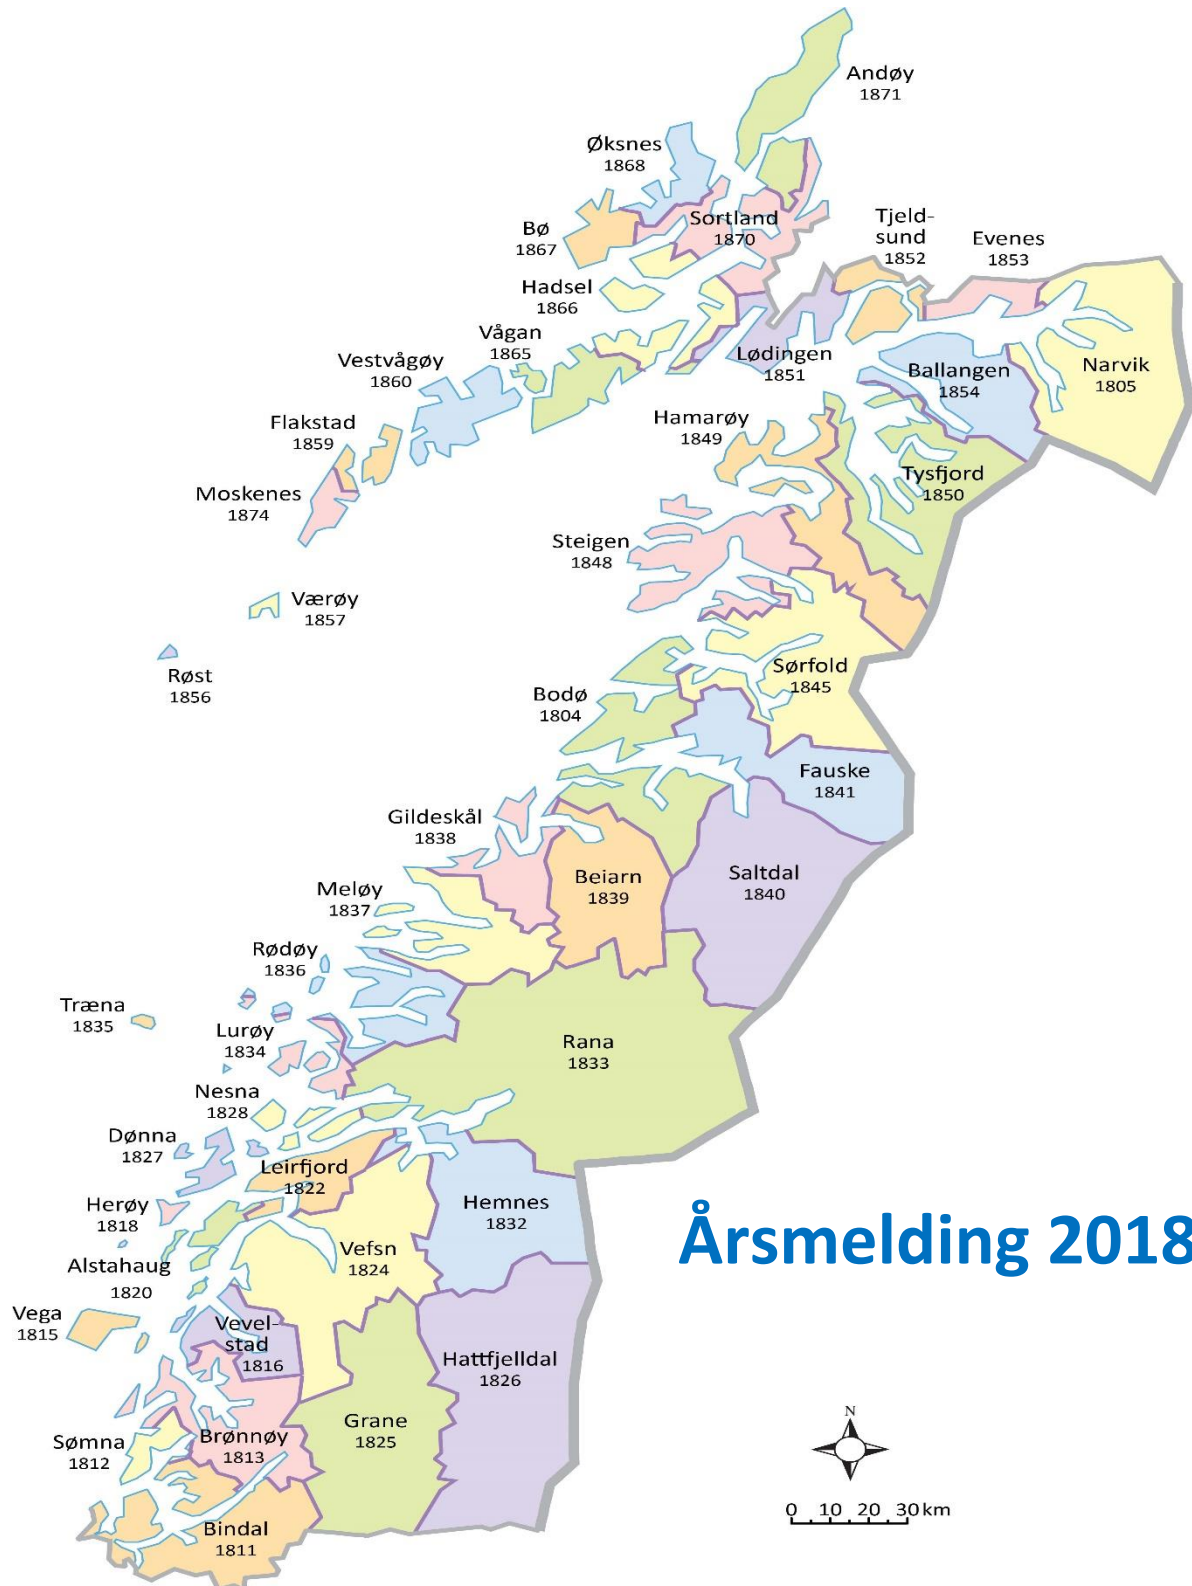 Andøy
1871
Øksnes
1868
Bø
1867
Sortland
1870
Tjeld-
sund
1852
Evenes
1853
Hadsel
1866
Vågan
1865
Lødingen
1851
Vestvågøy
1860
Ballangen
1854
Narvik
1805
Flakstad
1859
Hamarøy
1849
Moskenes
1874
Tysfjord
1850
Steigen
1848
Værøy
1857
Røst
1856
Sørfold
1845
Bodø
1804
Fauske
1841
Gildeskål
1838
Beiarn
1839
Saltdal
1840
Meløy
1837
Rødøy
1836
Træna
1835
Lurøy
1834
Rana
1833
Nesna
1828
Dønna
1827
Leirfjord
1822
Herøy
1818
Hemnes
1832
Årsmelding 2018
Vefsn
1824
Alstahaug
1820
Vega
1815
Vevel-
stad
1816
Hattfjelldal
1826
Grane
1825
Sømna
1812
Brønnøy
1813
Bindal
1811
N
0 10 20 30 km